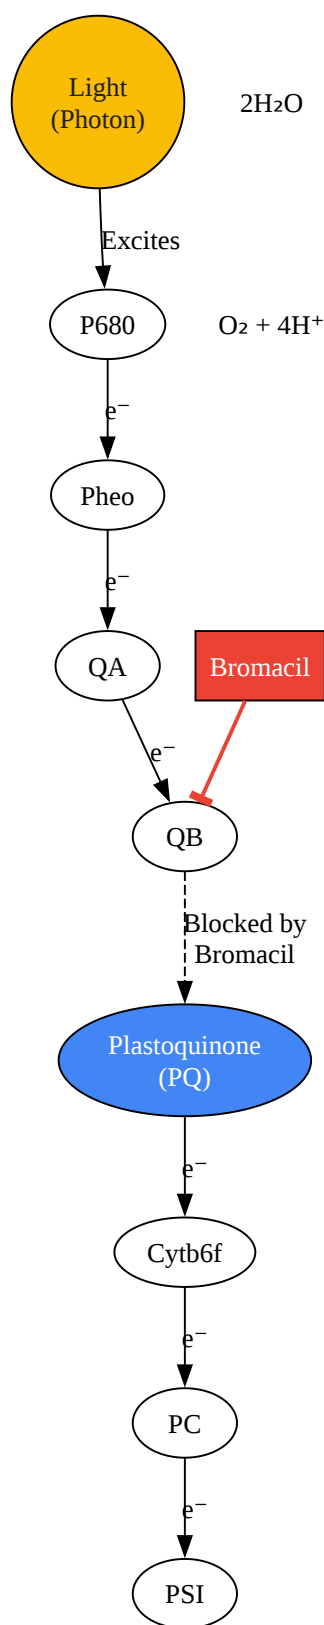 Light
(Photon)
2H₂O
Excites
P680
O₂ + 4H⁺
e⁻
Pheo
e⁻
QA
Bromacil
e⁻
QB
Blocked by
Bromacil
Plastoquinone
(PQ)
e⁻
Cytb6f
e⁻
PC
e⁻
PSI